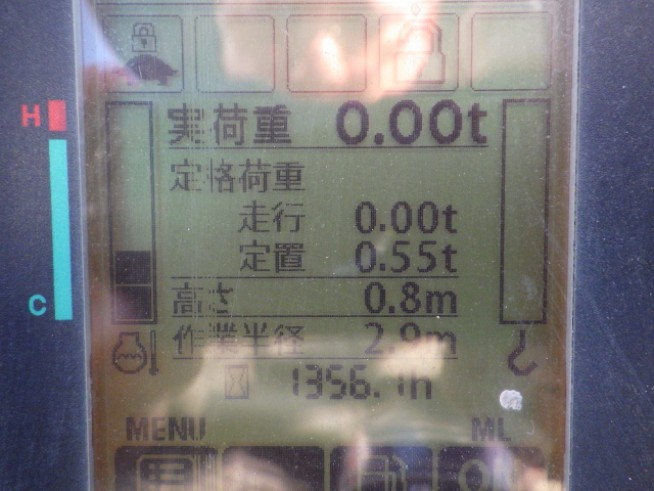 実荷重 0.00t
H
定格荷重
走行 0.00t
定置 0.55t
高さ 0.8m
C
作業半径 2.9m
1356.1h
MENU ML